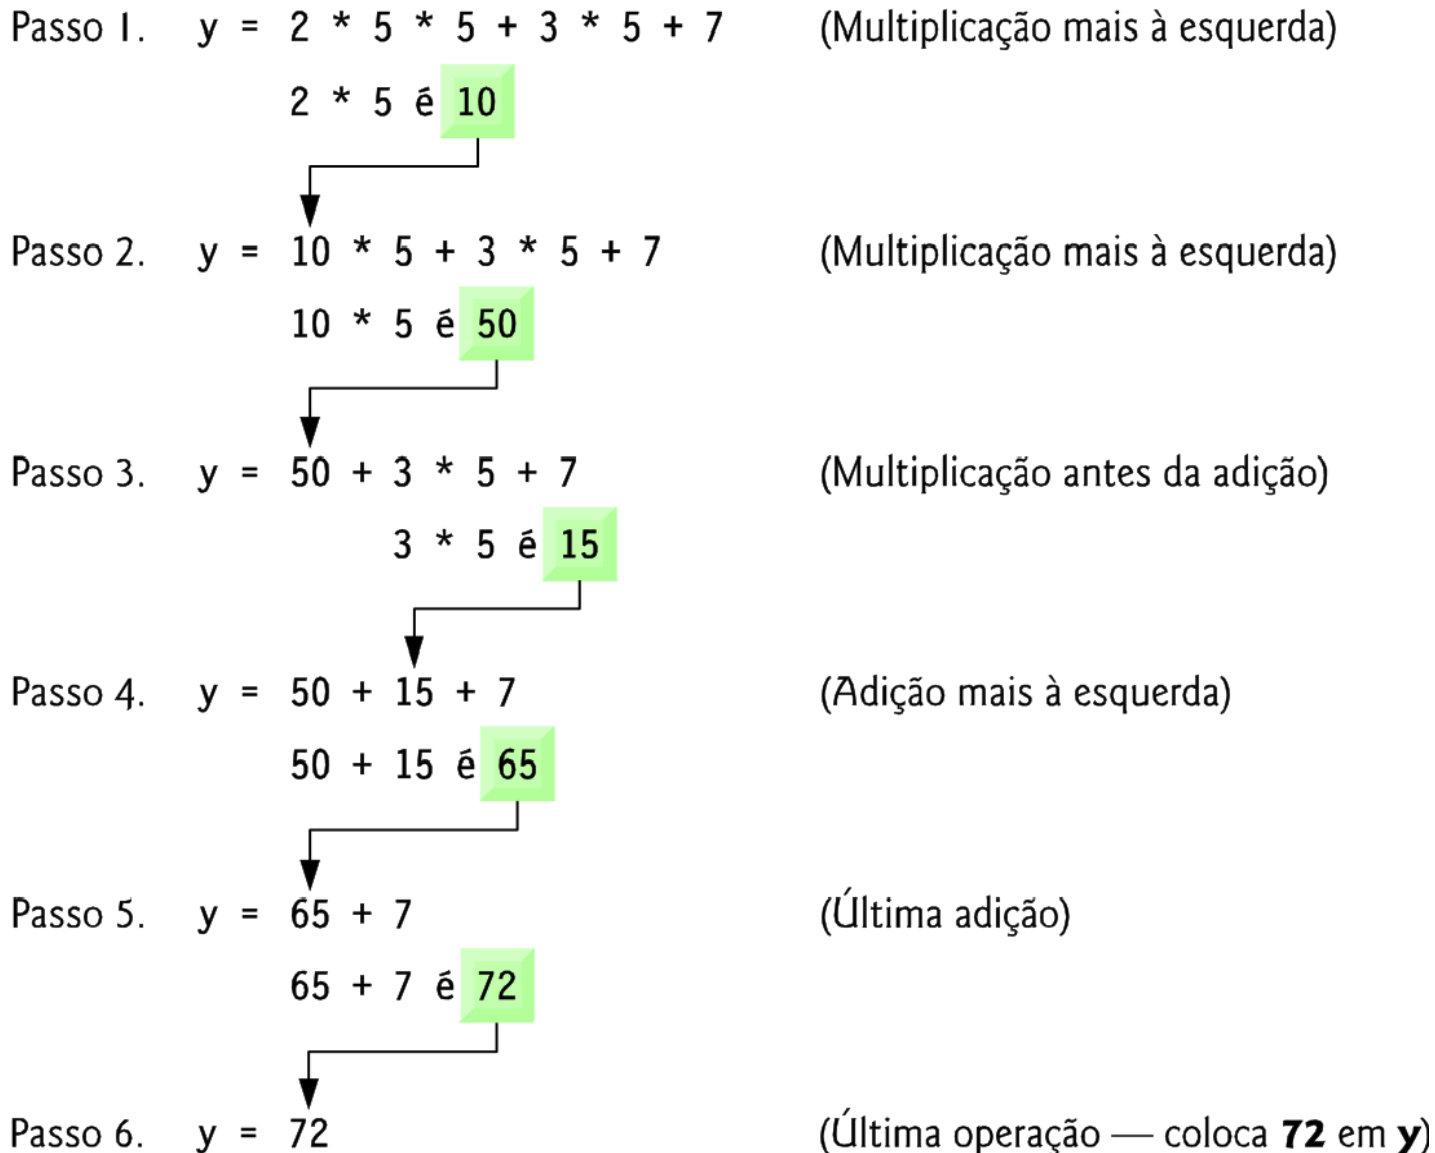 Passo 1. y = 2 * 5 * 5 + 3 * 5 + 7 (Multiplicação mais à esquerda)
2 * 5 é 10
Passo 2. y = 10 * 5 + 3 * 5 + 7 (Multiplicação mais à esquerda)
10 * 5 é 50
Passo 3. y = 50 + 3 * 5 + 7 (Multiplicação antes da adição)
3 * 5 é 15
Passo 4. y = 50 + 15 + 7 (Adição mais à esquerda)
50 + 15 é 65
Passo 5. y = 65 + 7 (Última adição)
65 + 7 é 72
Passo 6. y = 72 (Última operação — coloca 72 em y)